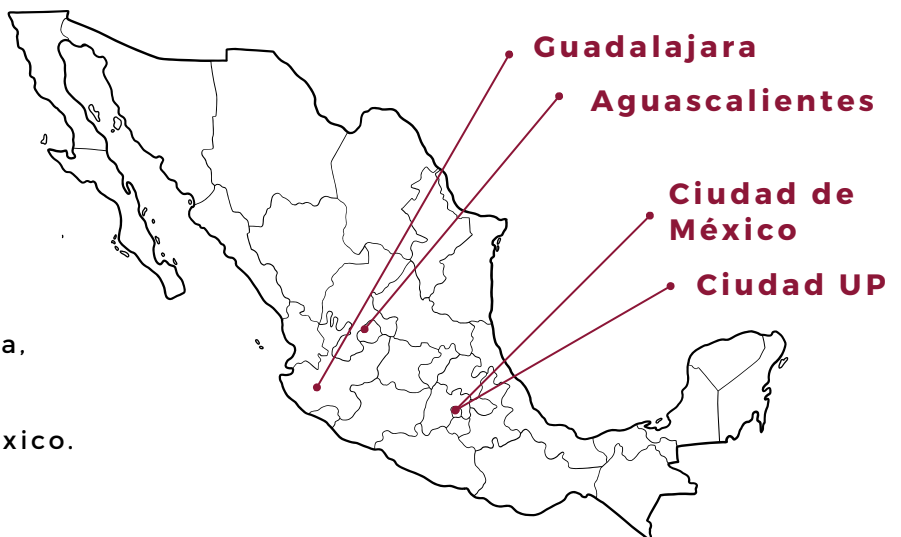 Guadalajara
Aguascalientes
Ciudad de
México
Ciudad UP
a,
xico.